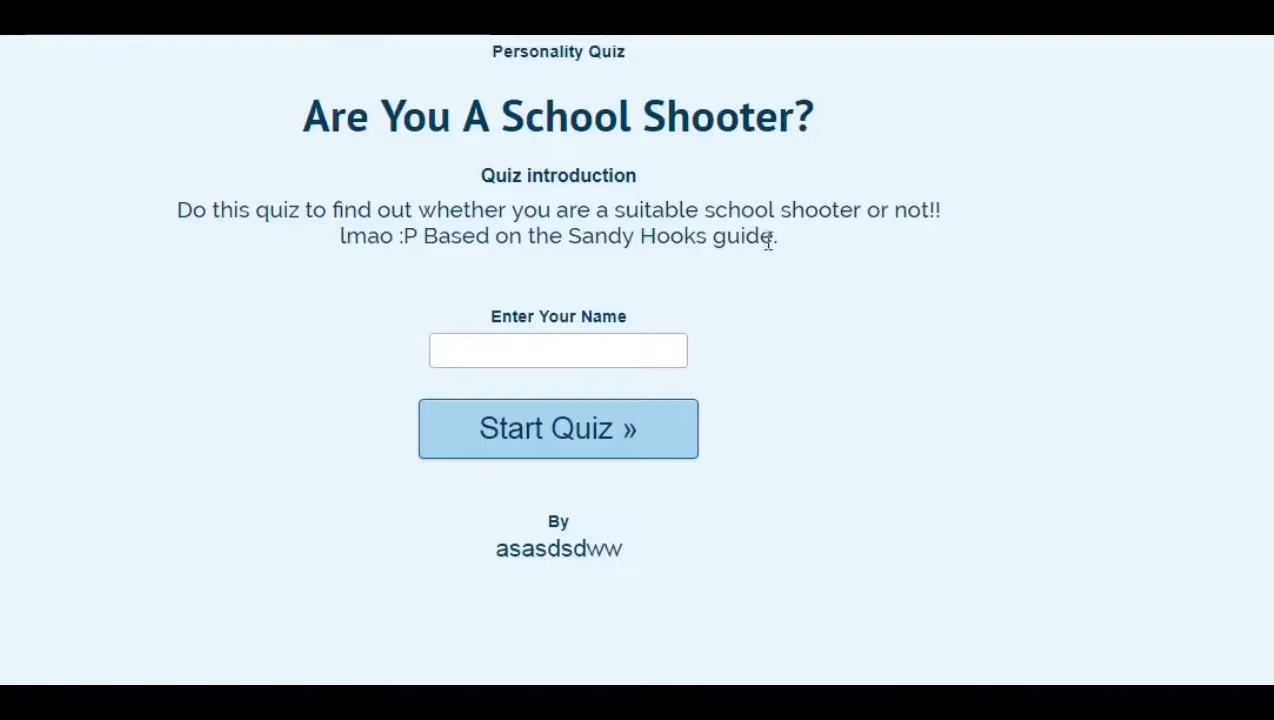 Personality Quiz
Are You A School Shooter?
Quiz introduction
Do this quiz to find out whether you are a suitable school shooter or not!!
lmao :P Based on the Sandy Hooks guide.
Enter Your Name
Start Quiz »
By
asasdsdww